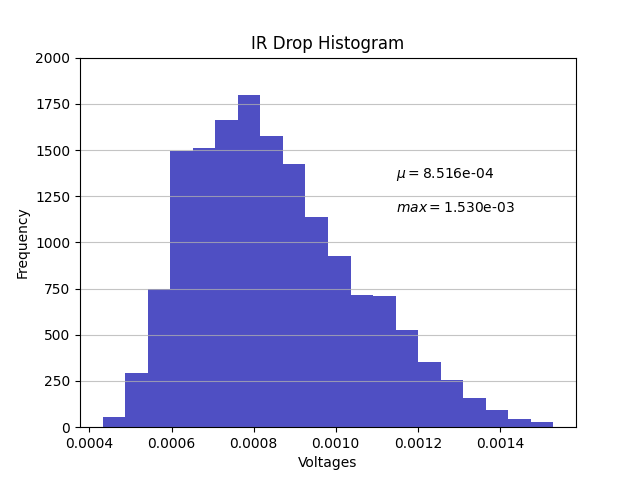 IR Drop Histogram
2000
1750
1500
1250
1000
750
500
250
0
Frequency
μ = 8.516e-04
max = 1.530e-03
0.0004 0.0006 0.0008 0.0010 0.0012 0.0014
Voltages